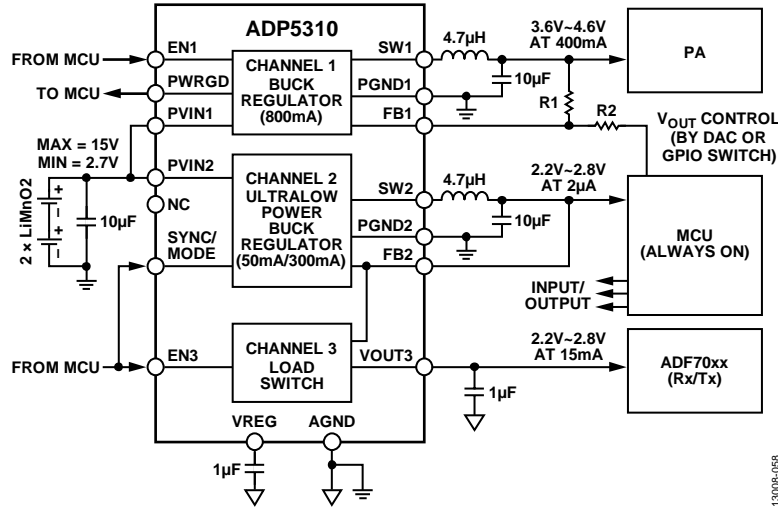 ADP5310
FROM MCU
EN1
TO MCU
PWRGD
PVIN1
CHANNEL 1
BUCK
REGULATOR
(800mA)
SW1
PGND1
FB1
4.7µH
10µF
3.6V~4.6V
AT 400mA
R1
R2
PA
VOUT CONTROL
(BY DAC OR
GPIO SWITCH)
MAX = 15V
MIN = 2.7V
2 × LiMnO2
+
–
+
–
10µF
PVIN2
NC
SYNC/
MODE
CHANNEL 2
ULTRALOW
POWER
BUCK
REGULATOR
(50mA/300mA)
SW2
PGND2
FB2
4.7µH
10µF
2.2V~2.8V
AT 2µA
MCU
(ALWAYS ON)
INPUT/
OUTPUT
FROM MCU
EN3
CHANNEL 3
LOAD
SWITCH
VOUT3
2.2V~2.8V
AT 15mA
1µF
ADF70xx
(Rx/Tx)
VREG
AGND
1µF
13008-058